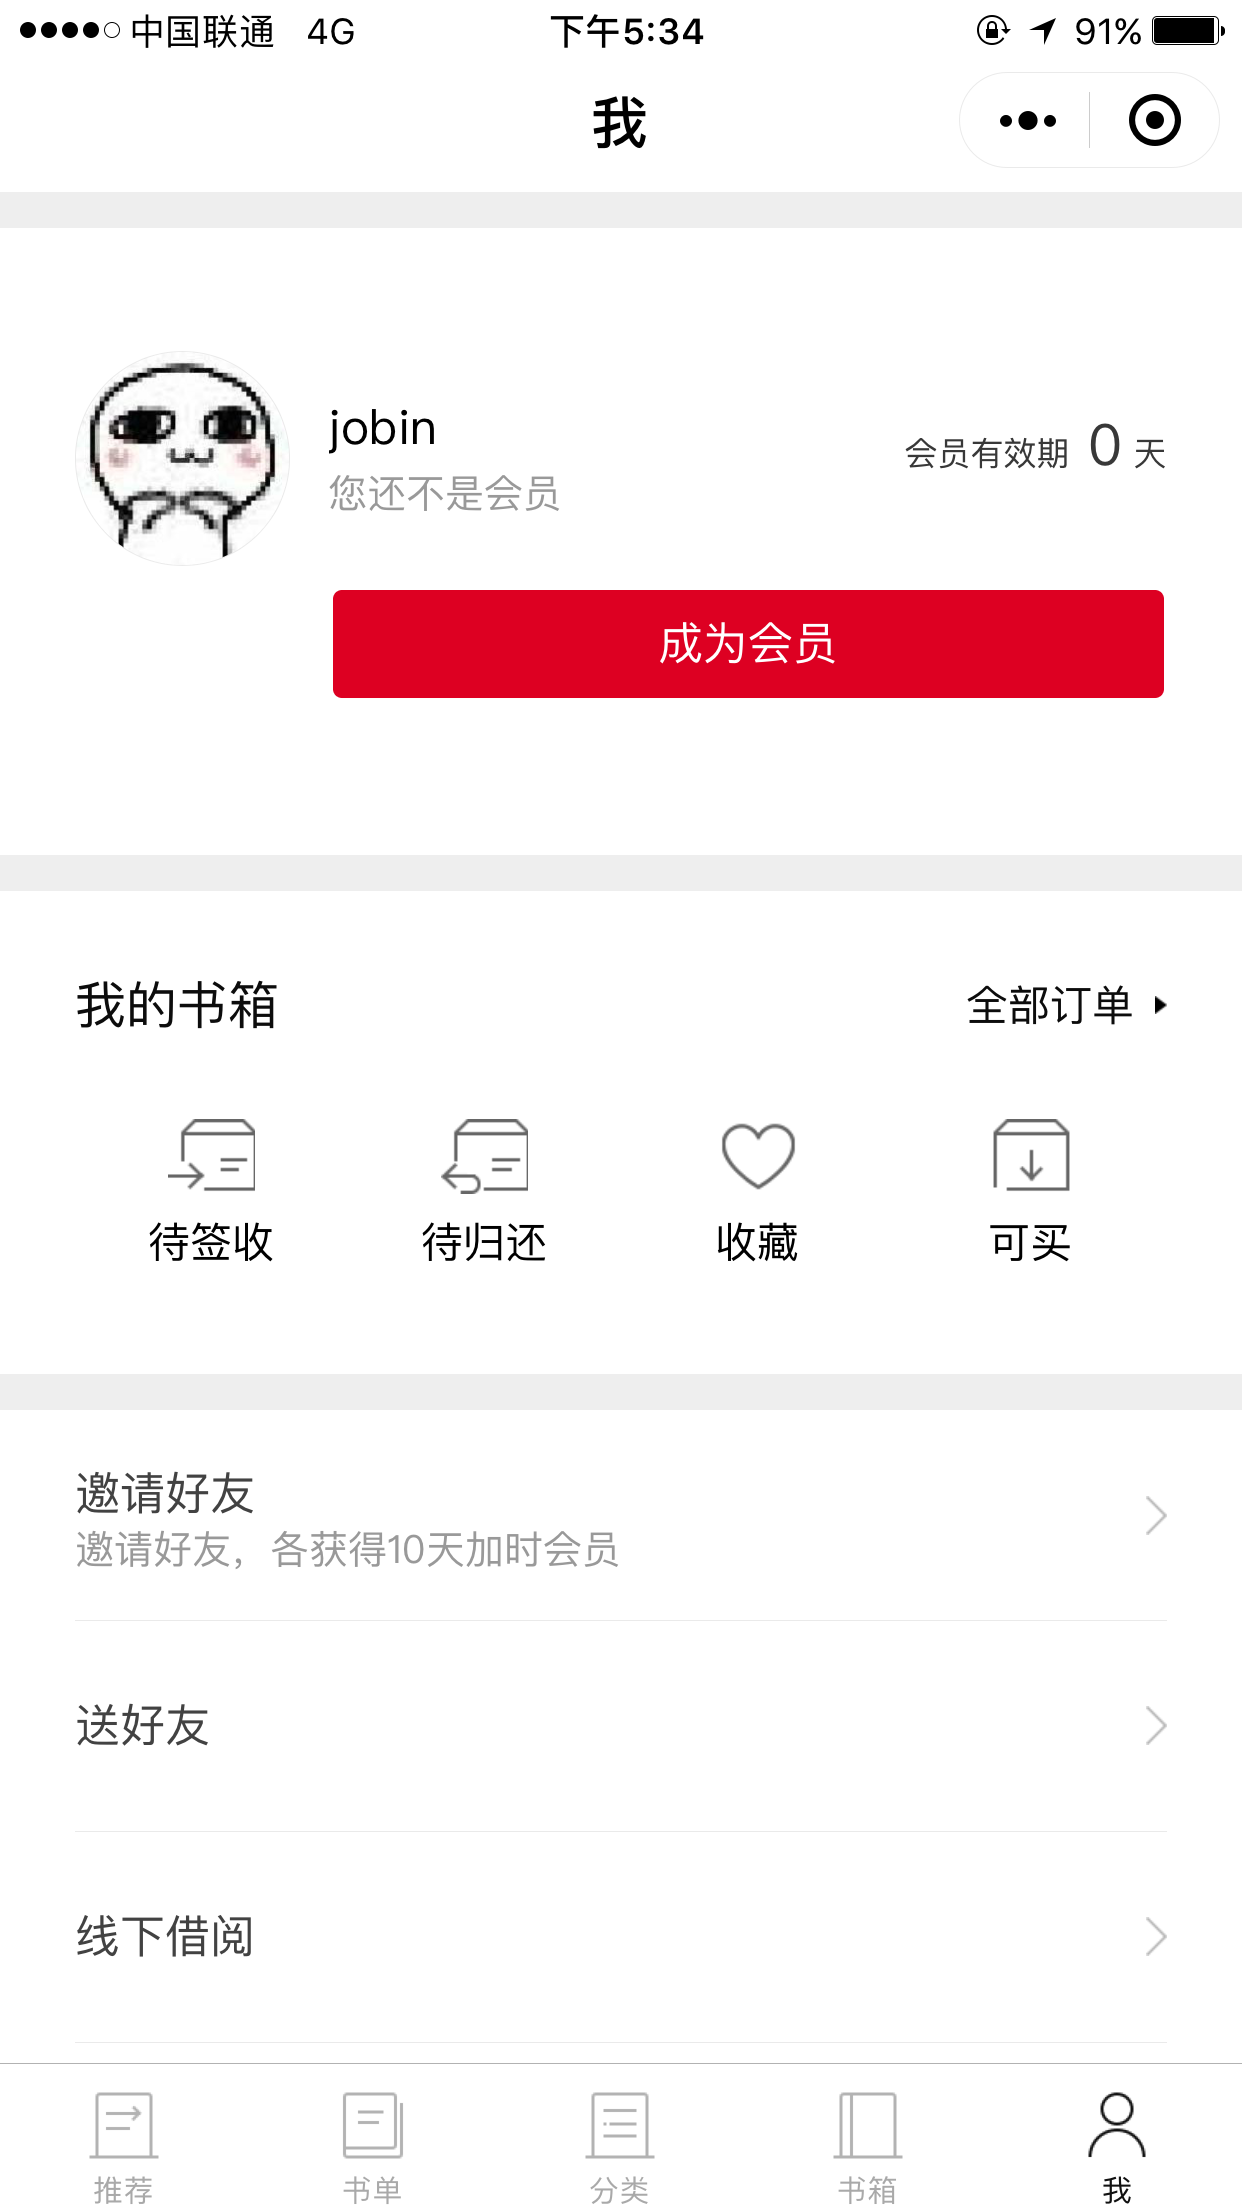 中国联通 4G 下午5:34 91%
我
jobin
您还不是会员
会员有效期 0 天
成为会员
我的书箱 全部订单
待签收 待归还 收藏 可买
邀请好友
邀请好友，各获得10天加时会员
送好友
线下借阅
推荐 书单 分类 书箱 我